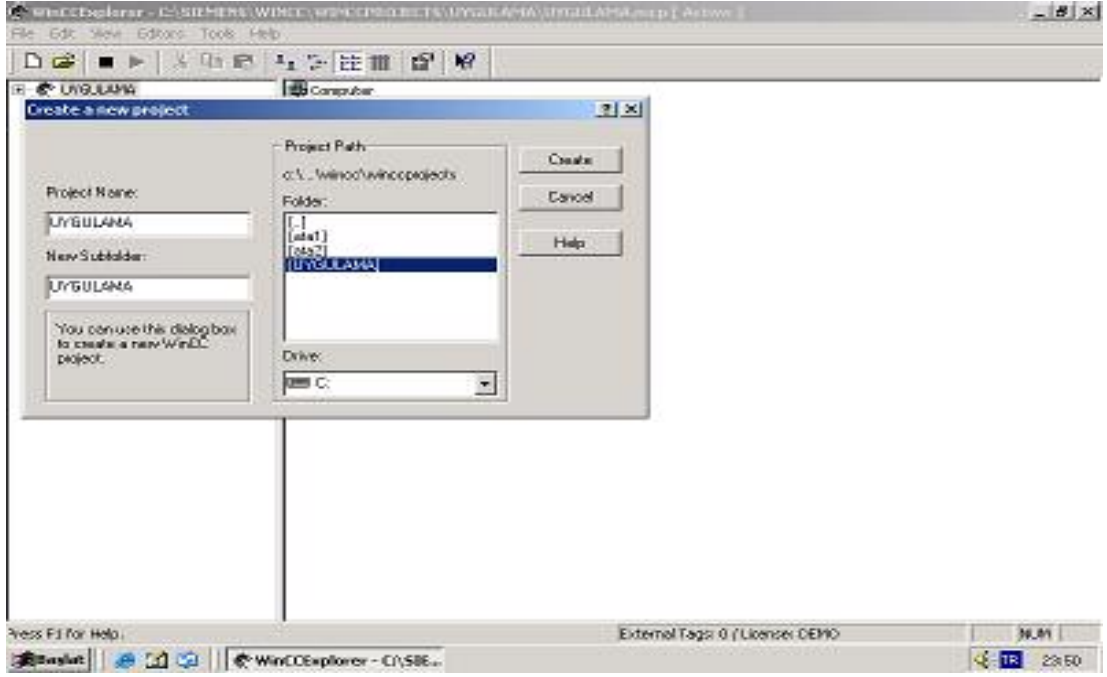 WinCCExplorer - C:\SIEMENS\WINCC\WINCCPROJECTS\UYGULAMA\UYGULAMA.mcp [ Active ]
File Edit View Editors Tools Help
UYGULAMA
Computer
Create a new project
Project Path
c:\...\wincc\winccprojects
Create
Project Name:
Folder:
Cancel
UYGULAMA
[..]
[ata1]
[ata2]
[UYGULAMA]
Help
New Subfolder:
UYGULAMA
You can use this dialog box
to create a new WinCC
project.
Drive:
C:
Press F1 for Help.
External Tags: 0 / License: DEMO
NUM
Başlat
WinCCExplorer - C:\SIE...
TR
23:50